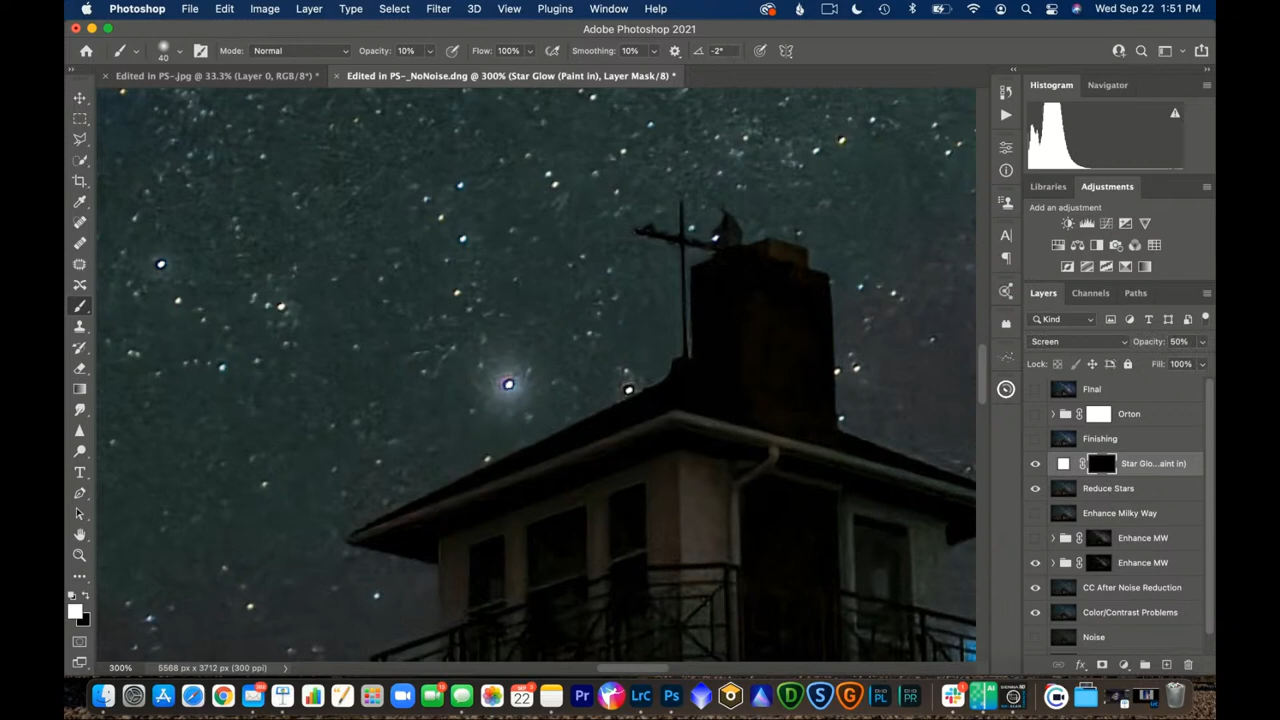 Photoshop File Edit Image Layer Type Select Filter 3D View Plugins Window Help Wed Sep 22 1:51 PM
Adobe Photoshop 2021
40 Mode: Normal Opacity: 10% Flow: 100% Smoothing: 10% -2°
Edited in PS-.jpg @ 33.3% (Layer 0, RGB/8*) * Edited in PS-_NoNoise.dng @ 300% (Star Glow (Paint in), Layer Mask/8) *
Histogram Navigator
Libraries Adjustments
Add an adjustment
Layers Channels Paths
Kind
Screen Opacity: 50%
Lock: Fill: 100%
FInal
Orton
Finishing
Star Glo...aint in)
Reduce Stars
Enhance Milky Way
Enhance MW
Enhance MW
CC After Noise Reduction
Color/Contrast Problems
Noise
300% 5568 px x 3712 px (300 ppi)